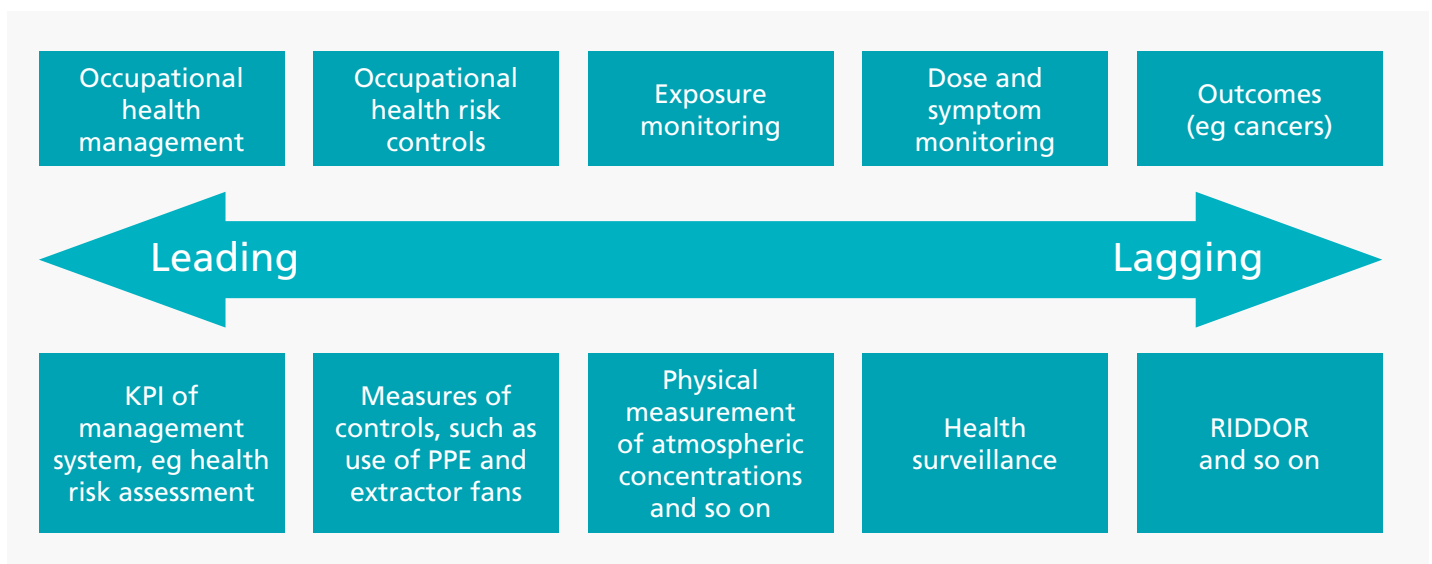 Occupational
health
management
Occupational
health risk
controls
Exposure
monitoring
Dose and
symptom
monitoring
Outcomes
(eg cancers)
Leading
Lagging
KPI of
management
system, eg health
risk assessment
Measures of
controls, such as
use of PPE and
extractor fans
Physical
measurement
of atmospheric
concentrations
and so on
Health
surveillance
RIDDOR
and so on